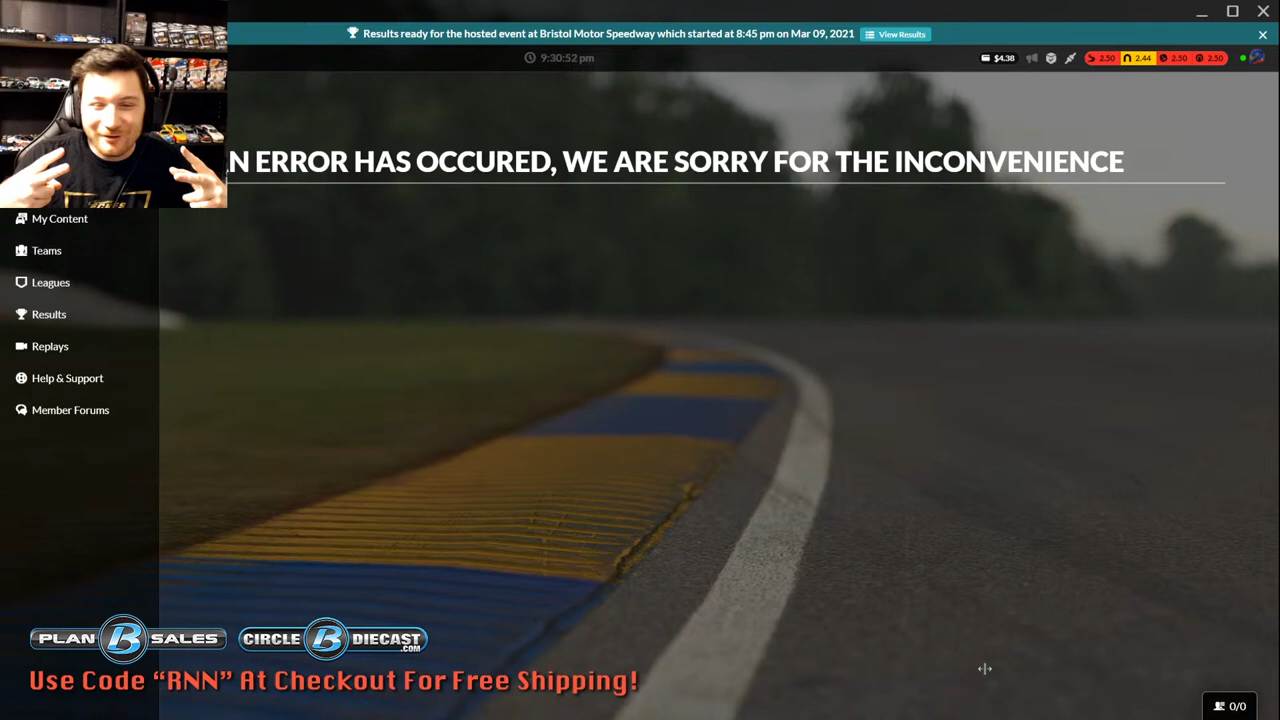 Results ready for the hosted event at Bristol Motor Speedway which started at 8:45 pm on Mar 09, 2021 View Results
9:30:52 pm
$4.38
2.50
2.44
2.50
2.50
N ERROR HAS OCCURED, WE ARE SORRY FOR THE INCONVENIENCE
My Content
Teams
Leagues
Results
Replays
Help & Support
Member Forums
PLAN B SALES
CIRCLE B DIECAST
.COM
Use Code “RNN” At Checkout For Free Shipping!
0/0